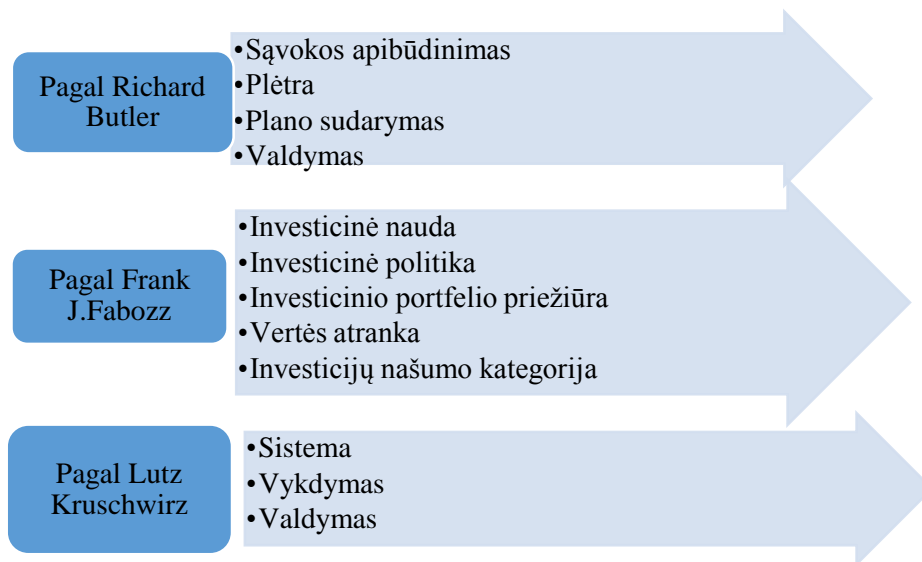 Pagal Richard
Butler
•Sąvokos apibūdinimas
•Plėtra
•Plano sudarymas
•Valdymas
Pagal Frank
J.Fabozz
•Investicinė nauda
•Investicinė politika
•Investicinio portfelio priežiūra
•Vertės atranka
•Investicijų našumo kategorija
Pagal Lutz
Kruschwirz
•Sistema
•Vykdymas
•Valdymas